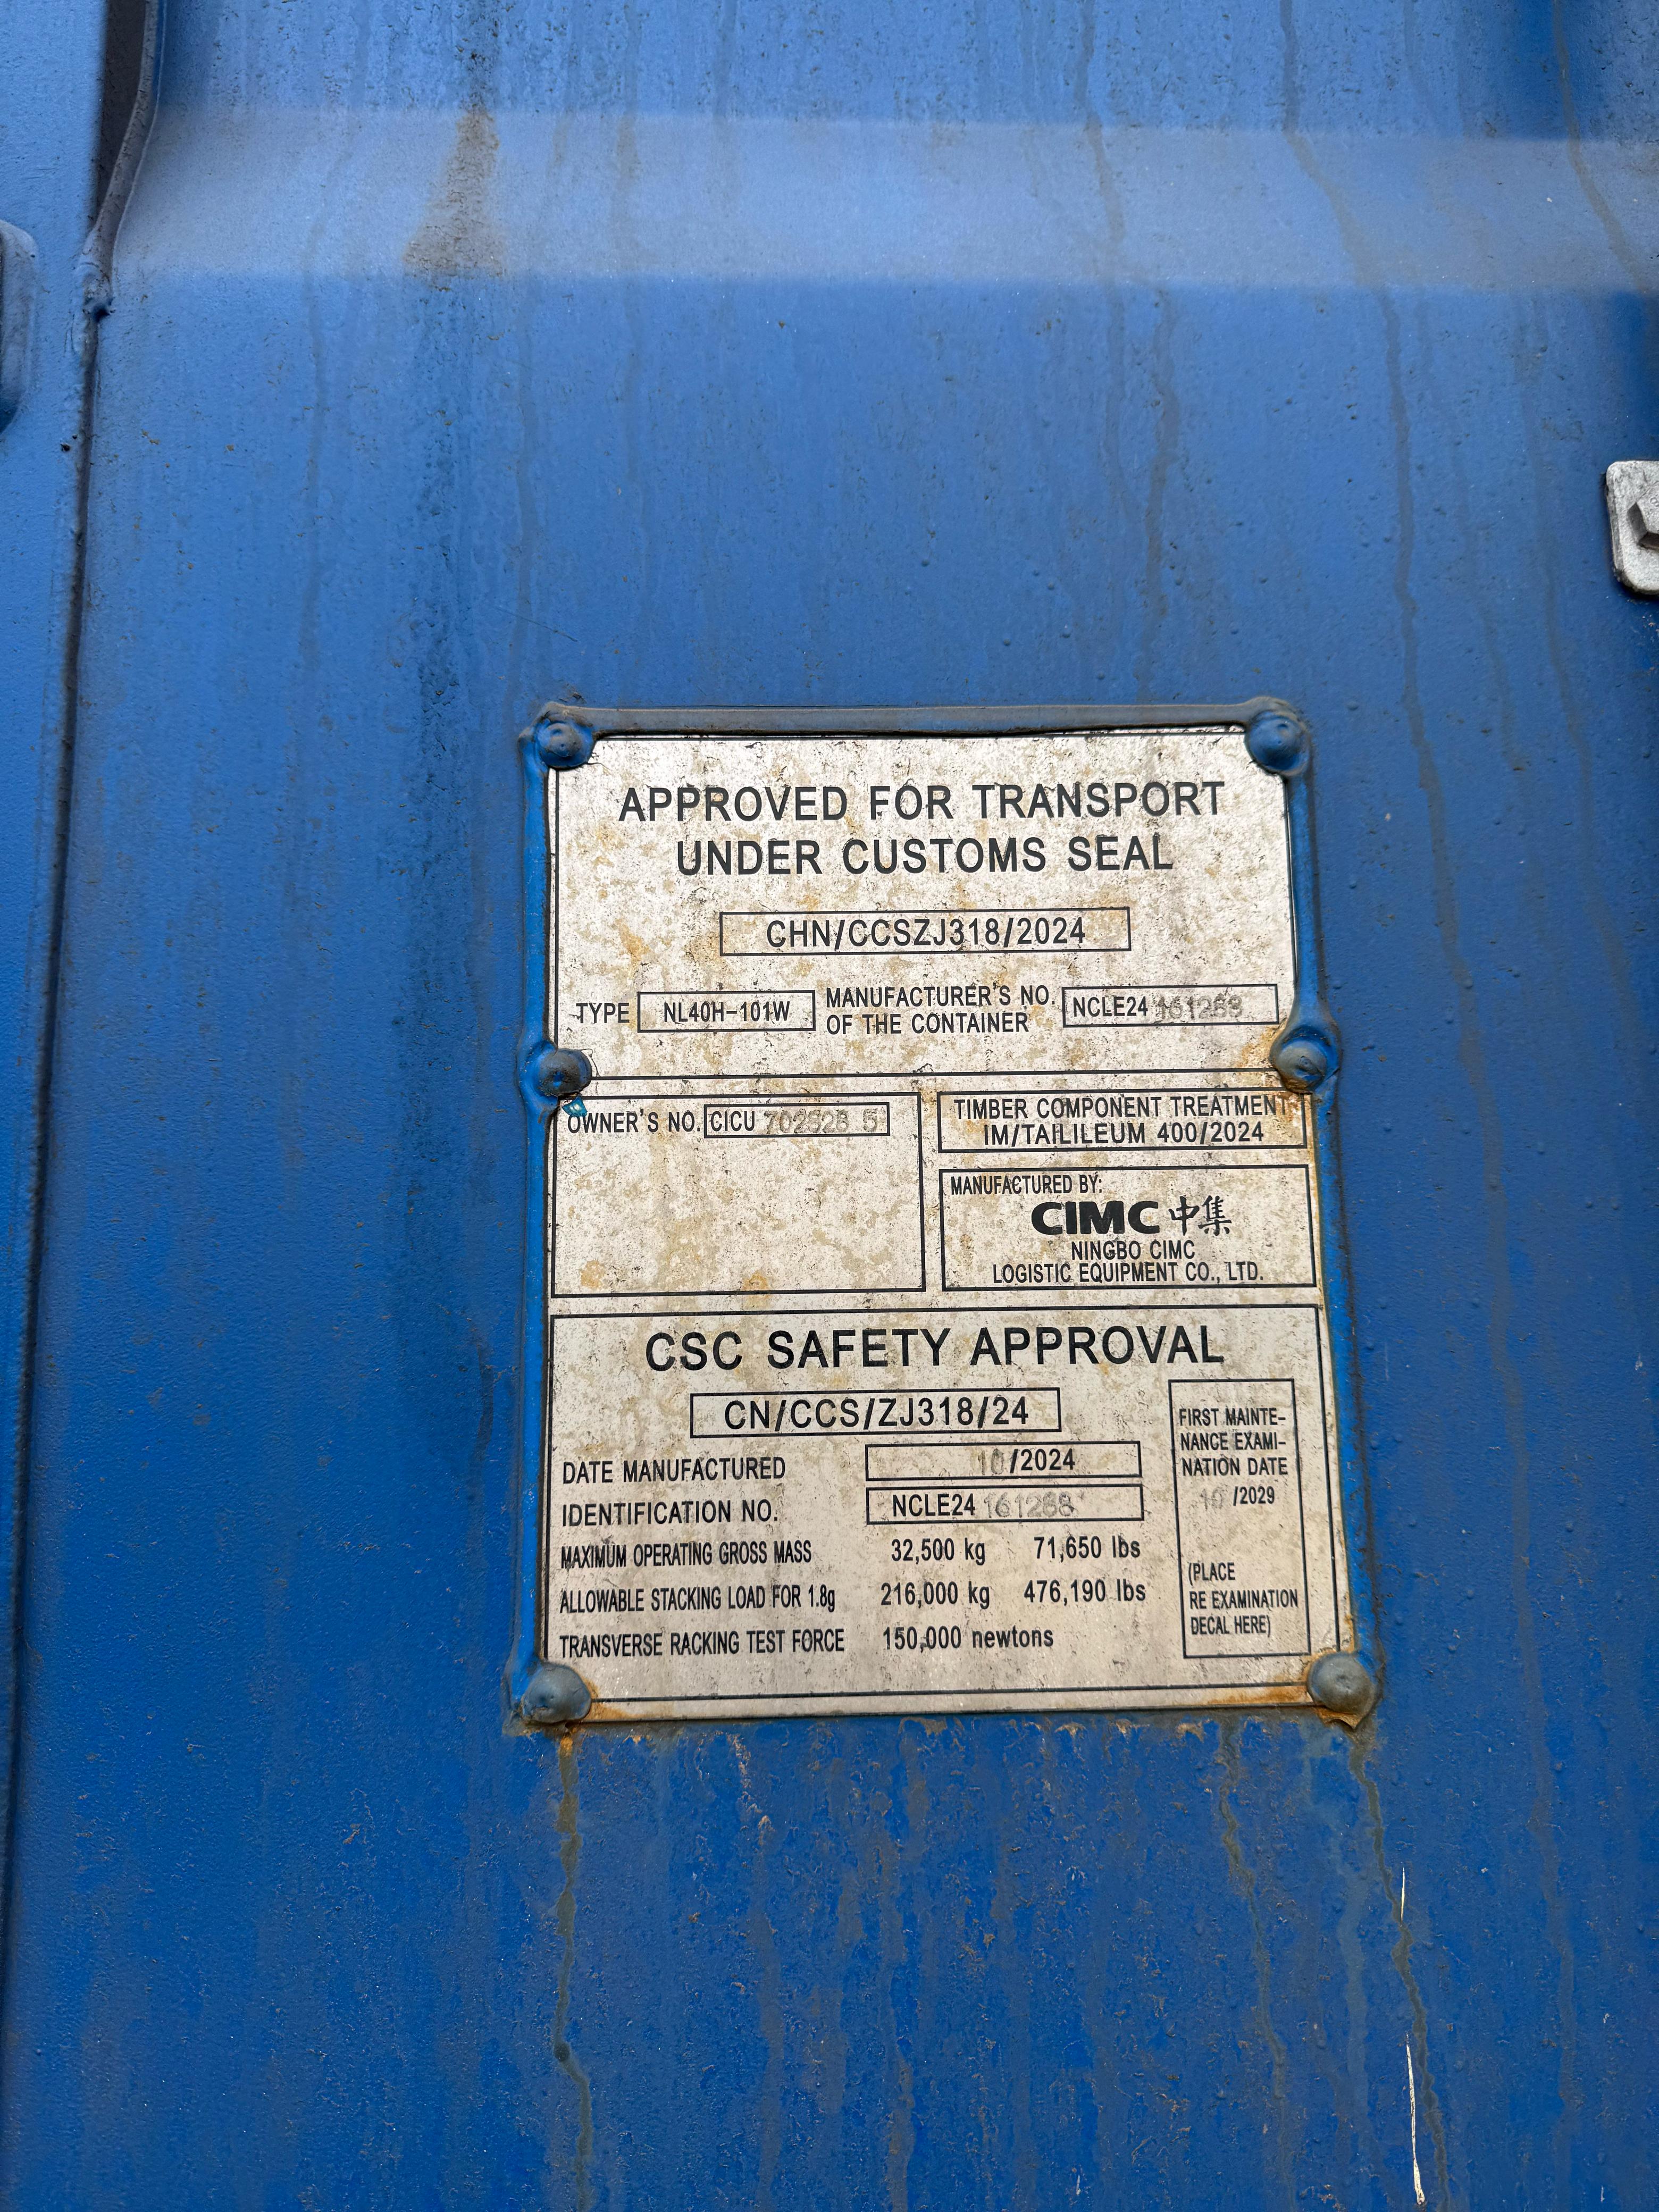 APPROVED FOR TRANSPORT
UNDER CUSTOMS SEAL
CHN/CCSZJ318/2024
TYPE NL40H-101W MANUFACTURER'S NO. OF THE CONTAINER NCLE24 161288
OWNER'S NO. CICU 5
TIMBER COMPONENT TREATMENT
IM/TAILILEUM 400/2024
MANUFACTURED BY:
CIMC 中集
NINGBO CIMC
LOGISTIC EQUIPMENT CO., LTD.
CSC SAFETY APPROVAL
CN/CCS/ZJ318/24
DATE MANUFACTURED 10/2024
IDENTIFICATION NO. NCLE24 161288
MAXIMUM OPERATING GROSS MASS 32,500 kg 71,650 lbs
ALLOWABLE STACKING LOAD FOR 1.8g 216,000 kg 476,190 lbs
TRANSVERSE RACKING TEST FORCE 150,000 newtons
FIRST MAINTE-
NANCE EXAMI-
NATION DATE
10 /2029
(PLACE
RE EXAMINATION
DECAL HERE)